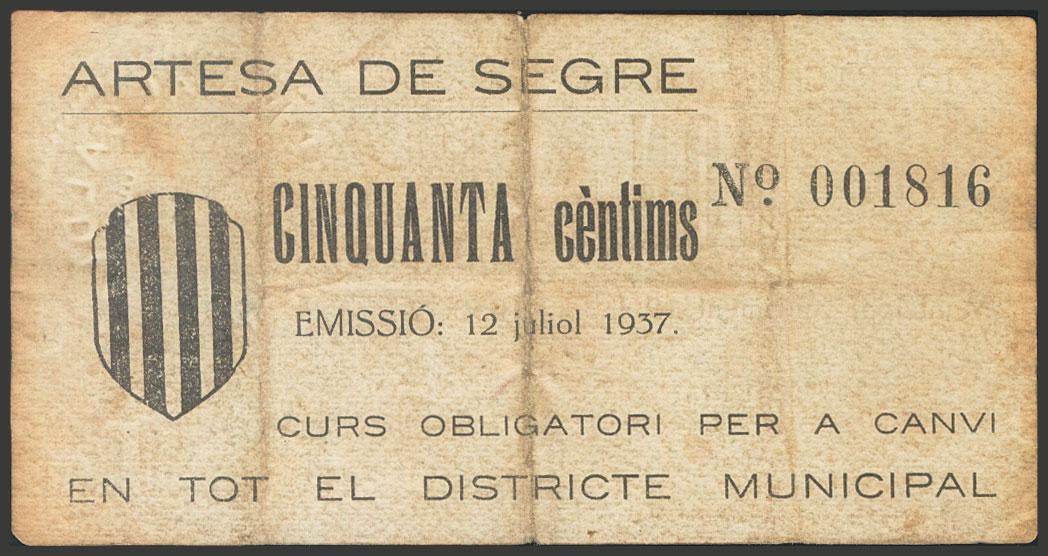 ARTESA DE SEGRE
CINQUANTA cèntims
Nº. 001816
EMISSIÓ: 12 juliol 1937.
CURS OBLIGATORI PER A CANVI
EN TOT EL DISTRICTE MUNICIPAL